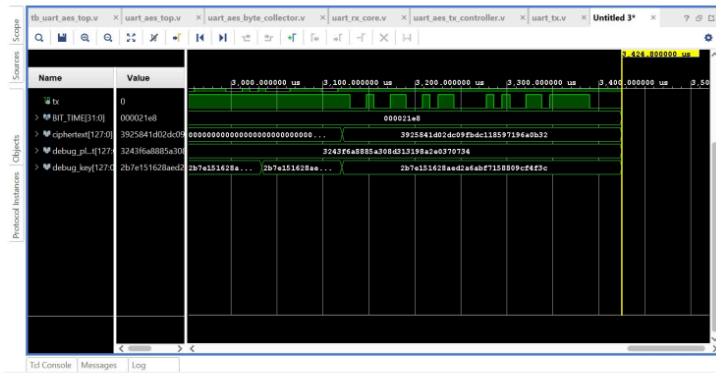 tb_uart_aes_top.v × uart_aes_top.v × uart_aes_byte_collector.v × uart_rx_core.v × uart_aes_tx_controller.v × uart_tx.v × Untitled 3* × ?
Scope
Sources
Objects
Protocol Instances
3,424.800000 us
Name Value 3,000.000000 us 3,100.000000 us 3,200.000000 us 3,300.000000 us 3,400.000000 us 3,50
tx 0
> BIT_TIME[31:0] 000021e8 000021e8
> ciphertext[127:0] 3925841d02dc09 00000000000000000000000000... 3925841d02dc09fbdc118597196a0b32
> debug_pl...t[127: 3243f6a8885a308 3243f6a8885a308d313198a2e0370734
> debug_key[127:0 2b7e151628aed2 2b7e151628a... 2b7e151628ae... 2b7e151628aed2a6abf7158809cf4f3c
Tcl Console Messages Log